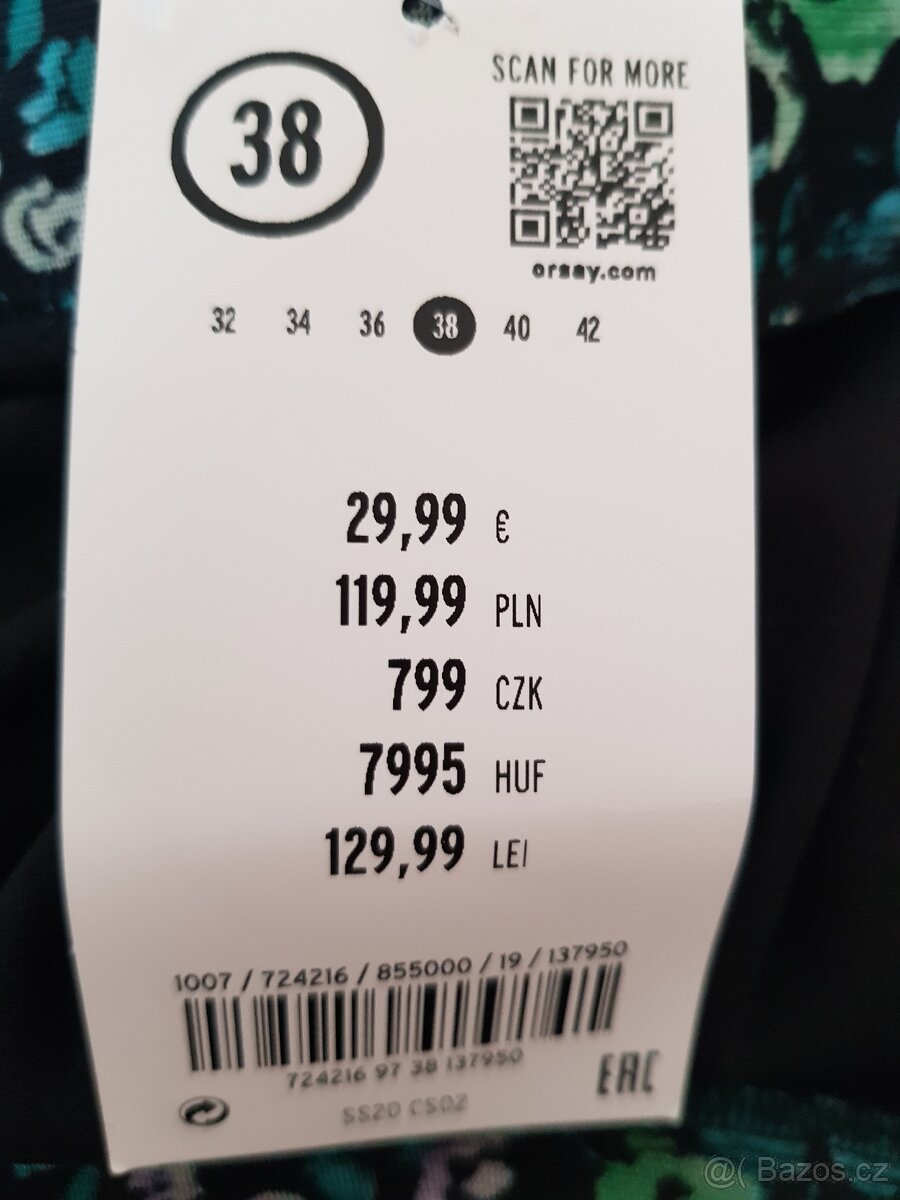 38
SCAN FOR MORE
orsay.com
32 34 36 38 40 42
29,99 €
119,99 PLN
799 CZK
7995 HUF
129,99 LEI
1007 / 724216 / 855000 / 19 / 137950
724216 97 38 137950
EAC
SS20 CS02
@( Bazos.cz